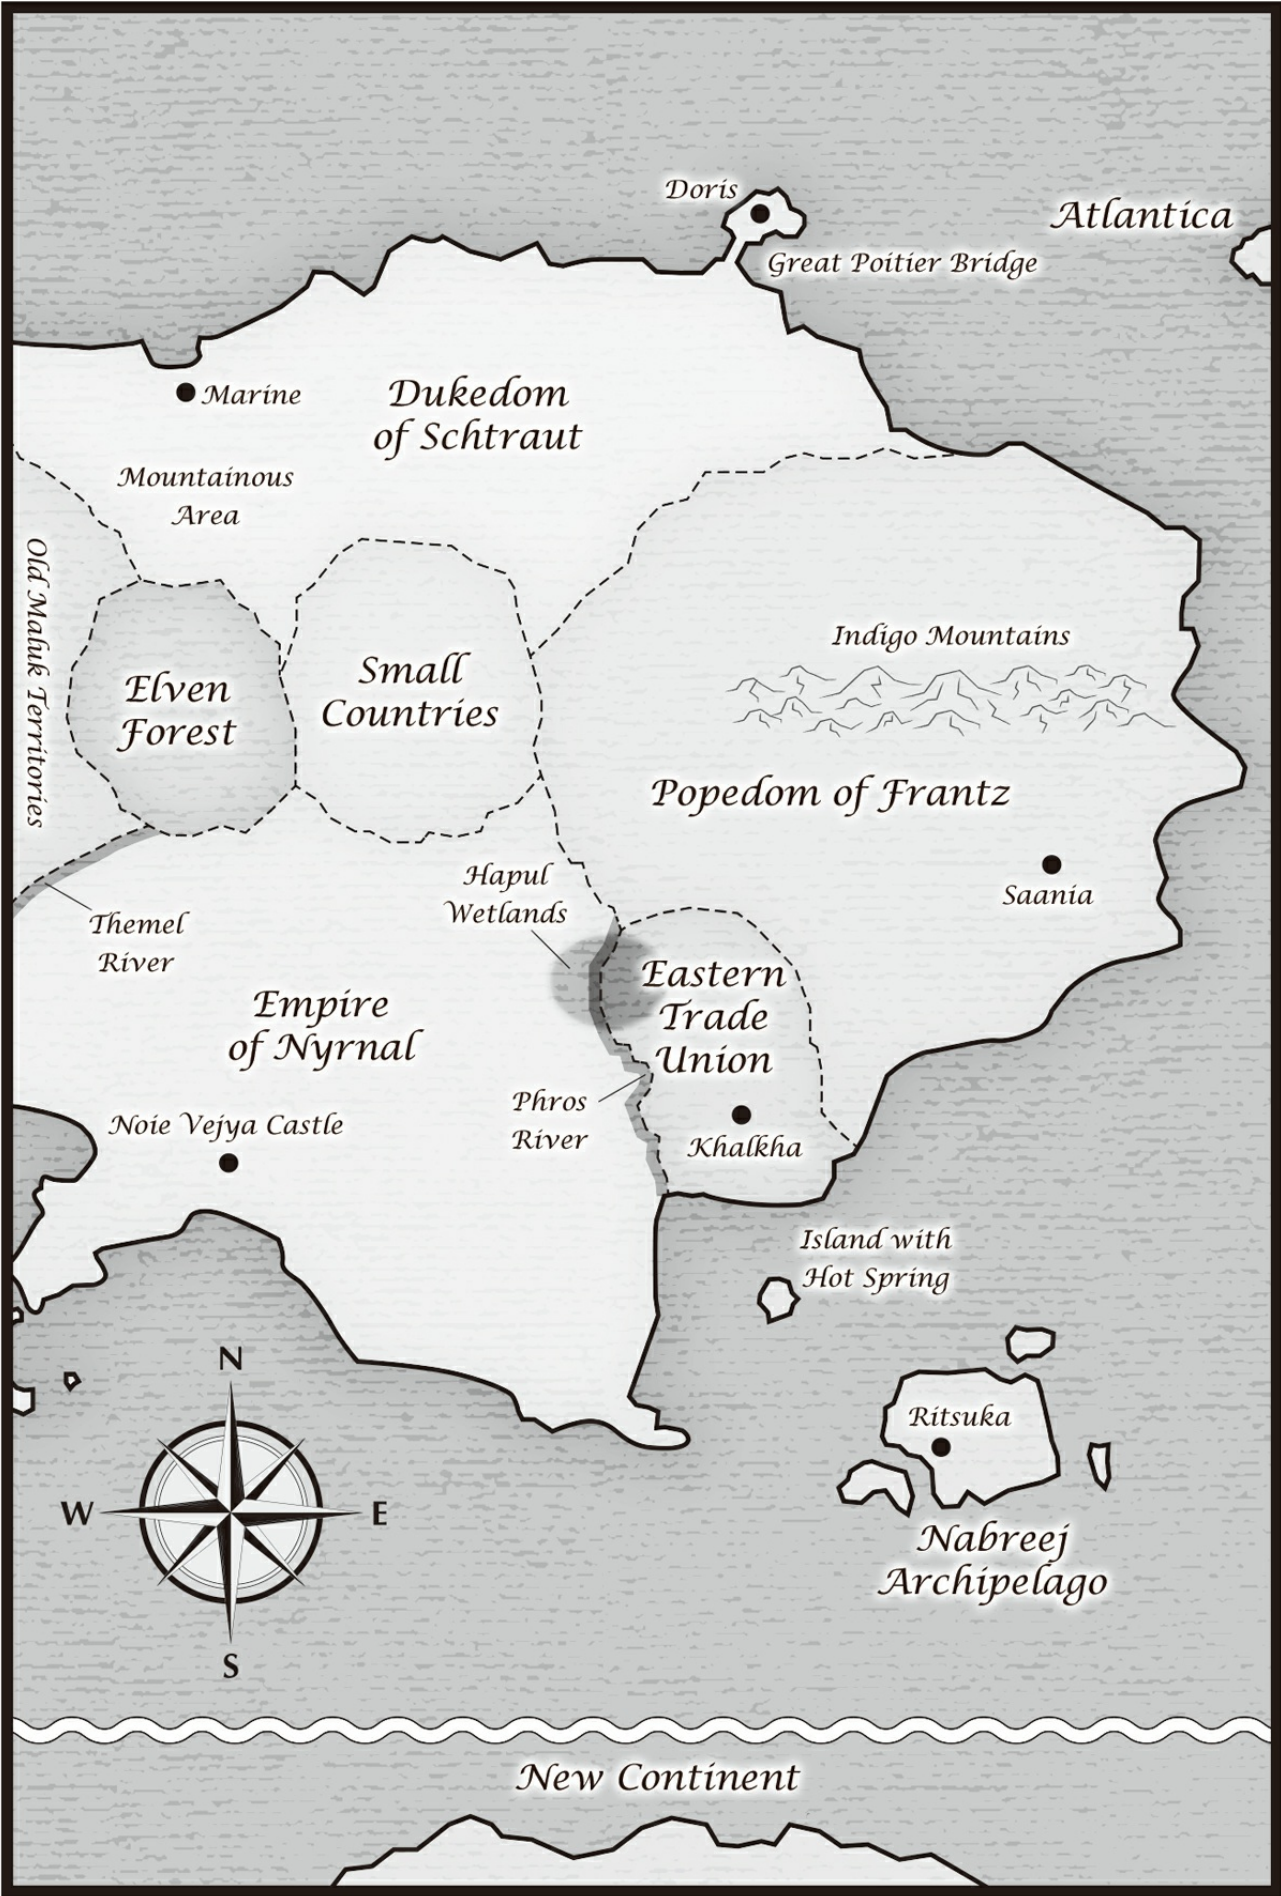 Doris
Atlantica
Great Poitier Bridge
Marine
Dukedom
of Schtraut
Mountainous
Area
Old Maluk Territories
Indigo Mountains
Elven
Forest
Small
Countries
Popedom of Frantz
Hapul
Wetlands
Saania
Themel
River
Eastern
Trade
Union
Empire
of Nyrnal
Phros
River
Noie Vejya Castle
Khalkha
Island with
Hot Spring
N
Ritsuka
W
E
Nabreej
Archipelago
S
New Continent